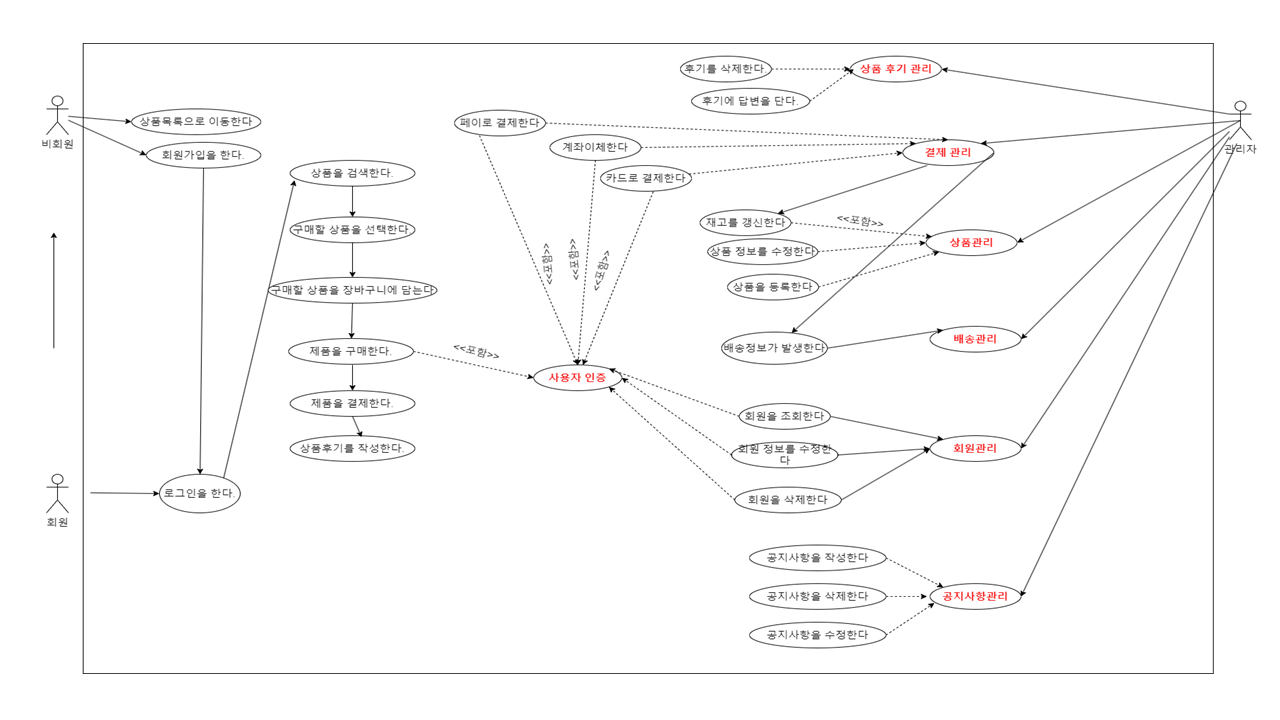 후기를 삭제한다.
상품 후기 관리
후기에 답변을 단다.
비회원
상품목록으로 이동한다
회원가입을 한다.
페이로 결제한다
계좌이체한다
카드로 결제한다
결제 관리
관리자
상품을 검색한다.
구매할 상품을 선택한다
구매할 상품을 장바구니에 담는다
제품을 구매한다.
제품을 결제한다.
상품후기를 작성한다.
<<포함>>
<<포함>>
<<포함>>
<<포함>>
사용자 인증
재고를 갱신한다
<<포함>>
상품 정보를 수정한다
상품을 등록한다
상품관리
배송정보가 발생한다
배송관리
회원을 조회한다
회원 정보를 수정한
다
회원을 삭제한다
회원관리
회원
로그인을 한다.
공지사항을 작성한다
공지사항을 삭제한다
공지사항을 수정한다
공지사항관리